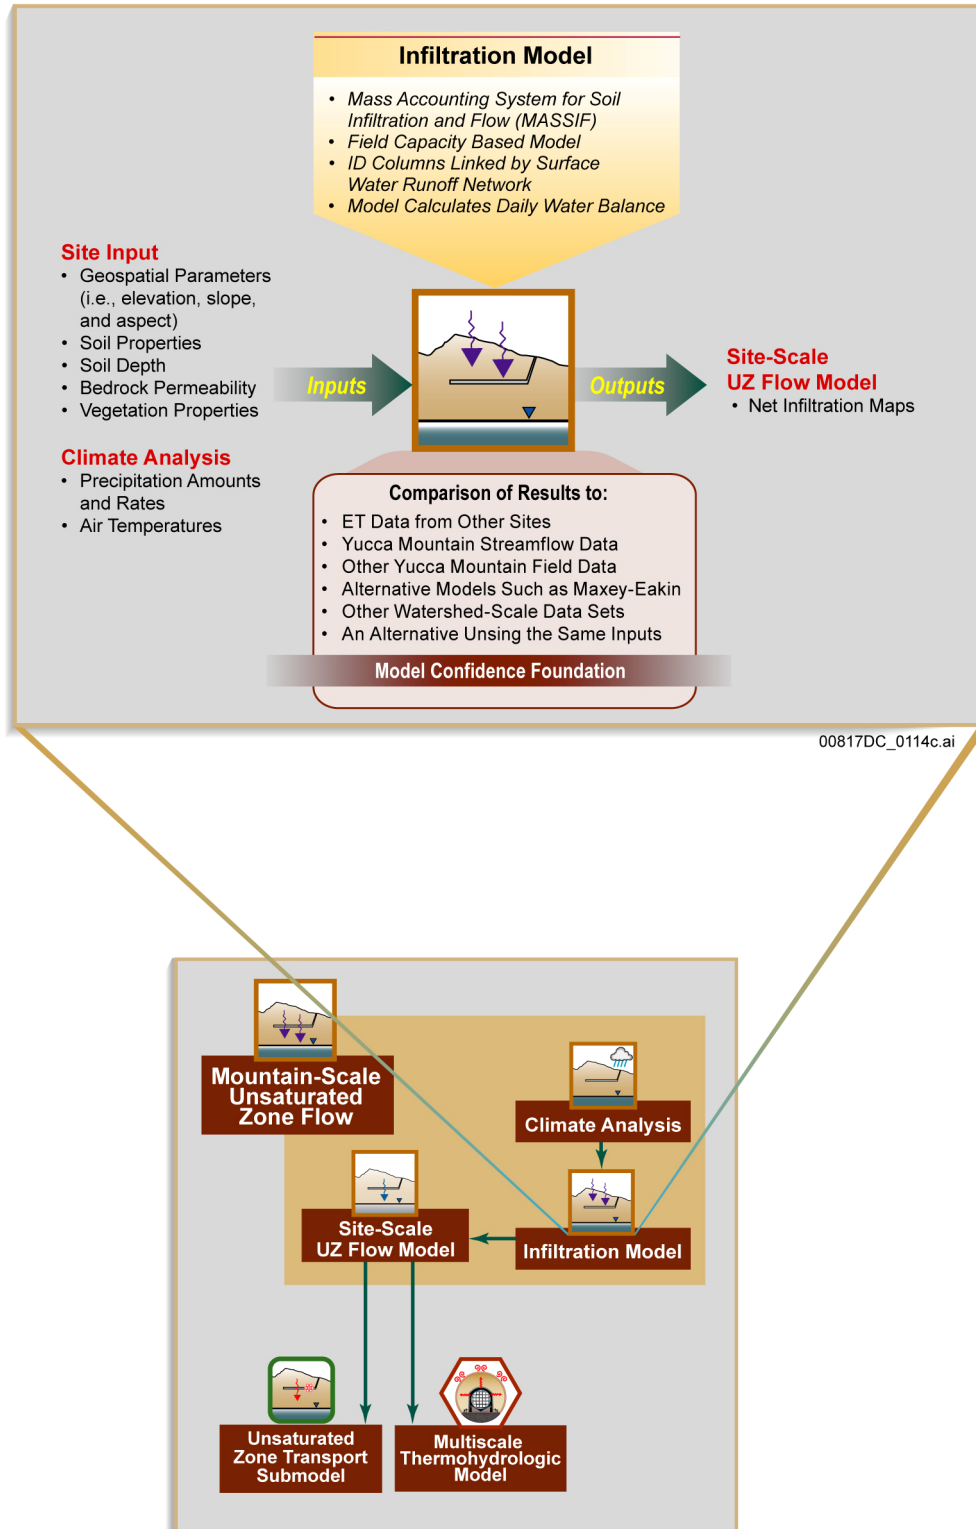 Infiltration Model
• Mass Accounting System for Soil
Infiltration and Flow (MASSIF)
• Field Capacity Based Model
• ID Columns Linked by Surface
Water Runoff Network
• Model Calculates Daily Water Balance
Site Input
• Geospatial Parameters
(i.e., elevation, slope,
and aspect)
• Soil Properties
• Soil Depth
• Bedrock Permeability
• Vegetation Properties
Climate Analysis
• Precipitation Amounts
and Rates
• Air Temperatures
Inputs
Outputs
Site-Scale
UZ Flow Model
• Net Infiltration Maps
Comparison of Results to:
• ET Data from Other Sites
• Yucca Mountain Streamflow Data
• Other Yucca Mountain Field Data
• Alternative Models Such as Maxey-Eakin
• Other Watershed-Scale Data Sets
• An Alternative Unsing the Same Inputs
Model Confidence Foundation
00817DC_0114c.ai
Mountain-Scale
Unsaturated
Zone Flow
Climate Analysis
Site-Scale
UZ Flow Model
Infiltration Model
Unsaturated
Zone Transport
Submodel
Multiscale
Thermohydrologic
Model